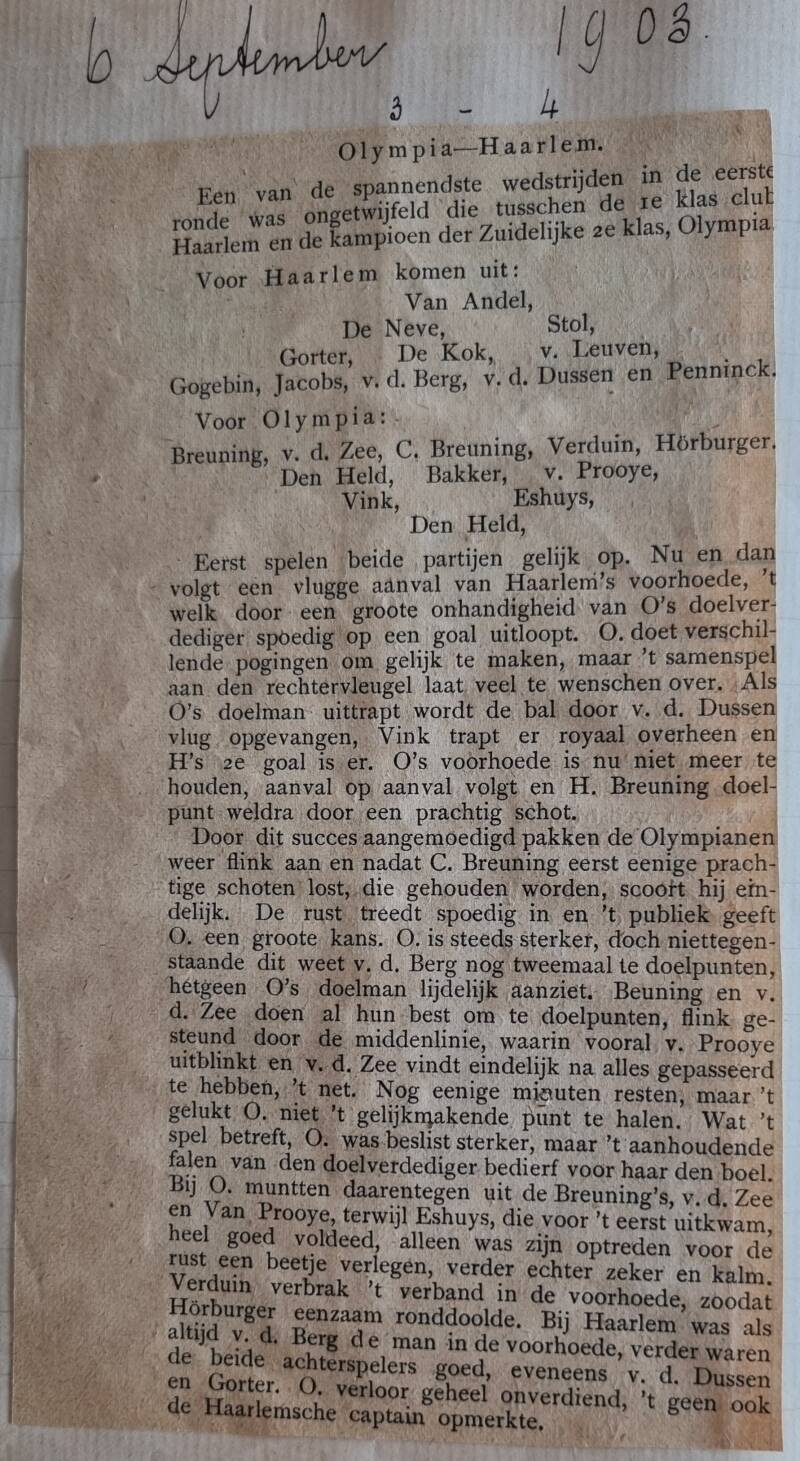 6 September 1903.
3 - 4
Olympia—Haarlem.
Een van de spannendste wedstrijden in de eerste
ronde was ongetwijfeld die tusschen de 1e klas club
Haarlem en de kampioen der Zuidelijke 2e klas, Olympia.
Voor Haarlem komen uit:
Van Andel,
De Neve, Stol,
Gorter, De Kok, v. Leuven,
Gogebin, Jacobs, v. d. Berg, v. d. Dussen en Penninck.
Voor Olympia:
Breuning, v. d. Zee, C. Breuning, Verduin, Hörburger.
Den Held, Bakker, v. Prooye,
Vink, Eshuys,
Den Held,
Eerst spelen beide partijen gelijk op. Nu en dan
volgt een vlugge aanval van Haarlem's voorhoede, 't
welk door een groote onhandigheid van O's doelver-
dediger spoedig op een goal uitloopt. O. doet verschil-
lende pogingen om gelijk te maken, maar 't samenspel
aan den rechtervleugel laat veel te wenschen over. Als
O's doelman uittrapt wordt de bal door v. d. Dussen
vlug opgevangen, Vink trapt er royaal overheen en
H's 2e goal is er. O's voorhoede is nu niet meer te
houden, aanval op aanval volgt en H. Breuning doel-
punt weldra door een prachtig schot.
Door dit succes aangemoedigd pakken de Olympianen
weer flink aan en nadat C. Breuning eerst eenige prach-
tige schoten lost, die gehouden worden, scoort hij ein-
delijk. De rust treedt spoedig in en 't publiek geeft
O. een groote kans. O. is steeds sterker, doch niettegen-
staande dit weet v. d. Berg nog tweemaal te doelpunten,
hetgeen O's doelman lijdelijk aanziet. Beuning en v.
d. Zee doen al hun best om te doelpunten, flink ge-
steund door de middenlinie, waarin vooral v. Prooye
uitblinkt en v. d. Zee vindt eindelijk na alles gepasseerd
te hebben, 't net. Nog eenige minuten resten, maar 't
gelukt O. niet 't gelijkmakende punt te halen. Wat 't
spel betreft, O. was beslist sterker, maar 't aanhoudende
falen van den doelverdediger bedierf voor haar den boel.
Bij O. muntten daarentegen uit de Breuning's, v. d. Zee
en Van Prooye, terwijl Eshuys, die voor 't eerst uitkwam,
heel goed voldeed, alleen was zijn optreden voor de
rust een beetje verlegen, verder echter zeker en kalm.
Verduin verbrak 't verband in de voorhoede, zoodat
Hörburger eenzaam ronddoolde. Bij Haarlem was als
altijd v. d. Berg de man in de voorhoede, verder waren
de beide achterspelers goed, eveneens v. d. Dussen
en Gorter. O. verloor geheel onverdiend, 't geen ook
de Haarlemsche captain opmerkte.